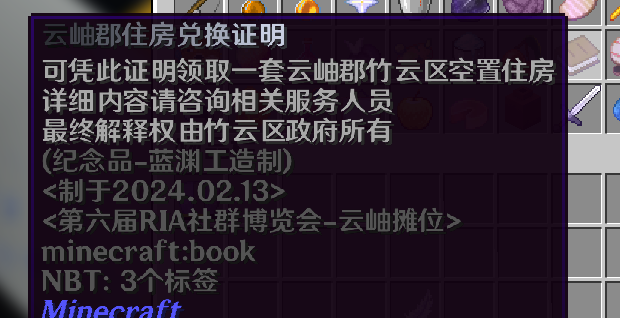 云岫郡住房兑换证明
可凭此证明领取一套云岫郡竹云区空置住房
详细内容请咨询相关服务人员
最终解释权由竹云区政府所有
(纪念品-蓝渊工造制)
<制于2024.02.13>
<第六届RIA社群博览会-云岫摊位>
minecraft:book
NBT: 3个标签
Minecraft